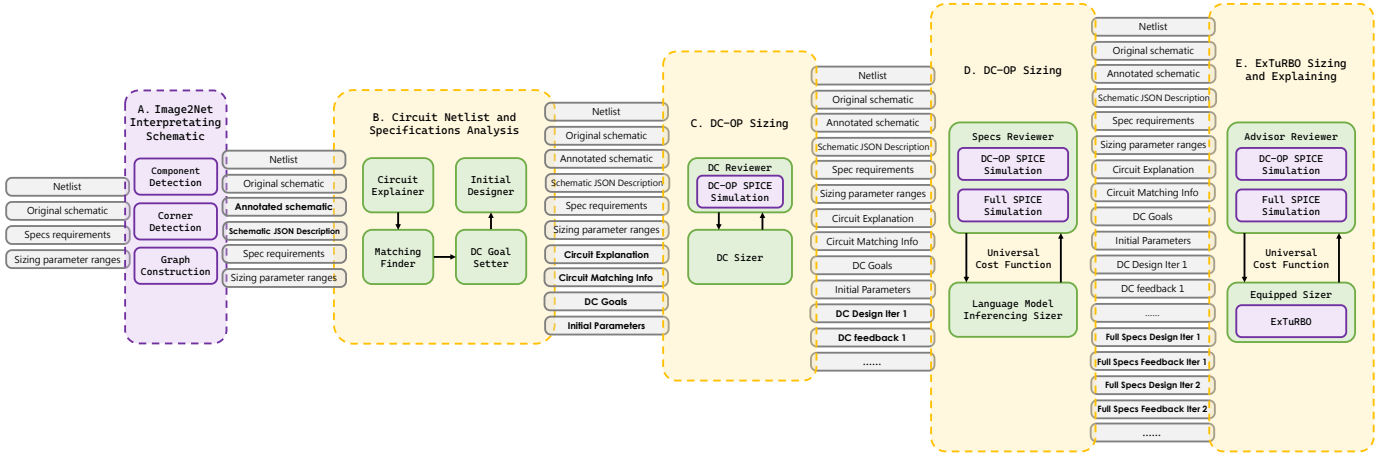 Netlist
Original schematic
Specs requirements
Sizing parameter ranges
A. Image2Net
Interpretating
Schematic
Component
Detection
Corner
Detection
Graph
Construction
Netlist
Original schematic
Annotated schematic
Schematic JSON Description
Spec requirements
Sizing parameter ranges
B. Circuit Netlist and
Specifications Analysis
Circuit
Explainer
Initial
Designer
Matching
Finder
DC Goal
Setter
Netlist
Original schematic
Annotated schematic
Schematic JSON Description
Spec requirements
Sizing parameter ranges
Circuit Explanation
Circuit Matching Info
DC Goals
Initial Parameters
C. DC-OP Sizing
DC Reviewer
DC-OP SPICE
Simulation
DC Sizer
Netlist
Original schematic
Annotated schematic
Schematic JSON Description
Spec requirements
Sizing parameter ranges
Circuit Explanation
Circuit Matching Info
DC Goals
Initial Parameters
DC Design Iter 1
DC feedback 1
......
D. DC-OP Sizing
Specs Reviewer
DC-OP SPICE
Simulation
Full SPICE
Simulation
Universal
Cost Function
Language Model
Inferencing Sizer
Netlist
Original schematic
Annotated schematic
Schematic JSON Description
Spec requirements
Sizing parameter ranges
Circuit Explanation
Circuit Matching Info
DC Goals
Initial Parameters
DC Design Iter 1
DC feedback 1
......
Full Specs Design Iter 1
Full Specs Feedback Iter 1
Full Specs Design Iter 2
Full Specs Feedback Iter 2
......
E. ExTuRBO Sizing
and Explaining
Advisor Reviewer
DC-OP SPICE
Simulation
Full SPICE
Simulation
Universal
Cost Function
Equipped Sizer
ExTuRBO